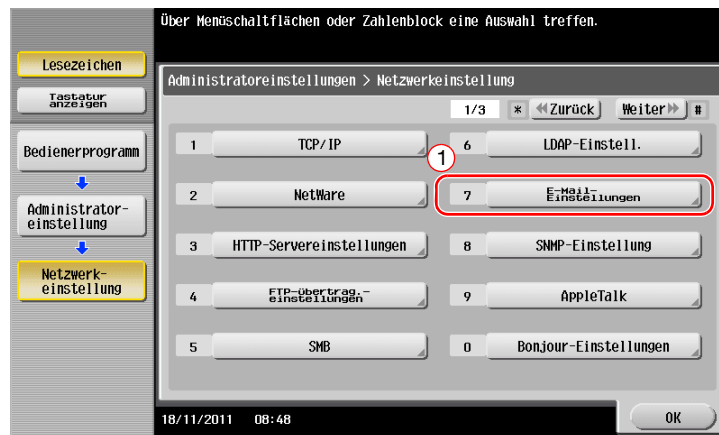 Über Menüschaltflächen oder Zahlenblock eine Auswahl treffen.
Lesezeichen
Tastatur
anzeigen
Bedienerprogramm
Administrator-
einstellung
Netzwerk-
einstellung
Administratoreinstellungen > Netzwerkeinstellung
1/3 * Zurück Weiter #
1 TCP/IP
2 NetWare
3 HTTP-Servereinstellungen
4 FTP-Übertrag.-
einstellungen
5 SMB
1
6 LDAP-Einstell.
7 E-Mail-
Einstellungen
8 SNMP-Einstellung
9 AppleTalk
0 Bonjour-Einstellungen
18/11/2011 08:48
OK